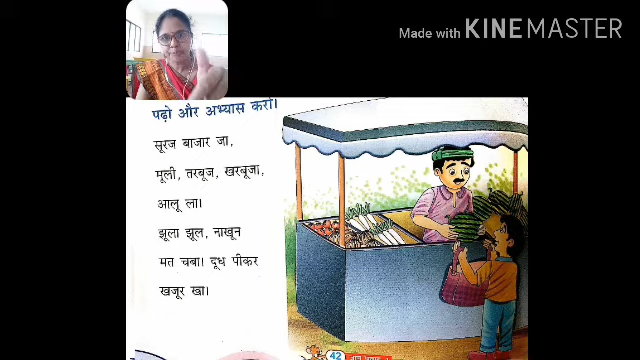 Made with KINEMASTER
पढ़ो और अभ्यास करो।
सूरज बाजार जा,
मूली, तरबूज, खरबूजा,
आलू ला।
झूला झूल, नाखून
मत चबा। दूध पीकर
खजूर खा।
42